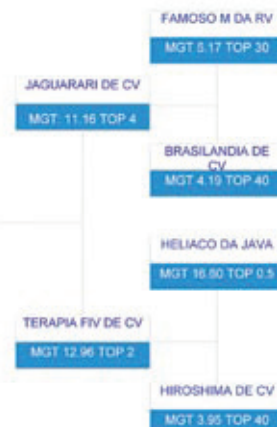 FAMOSO M DA RV
MGT 5.17 TOP 30
JAGUARARI DE CV
MGT: 11.16 TOP 4
BRASILANDIA DE
CV
MGT 4.19 TOP 40
HELIACO DA JAVA
MGT 16.60 TOP 0.5
TERAPIA FIV DE CV
MGT 12.96 TOP 2
HIROSHIMA DE CV
MGT 3.95 TOP 40